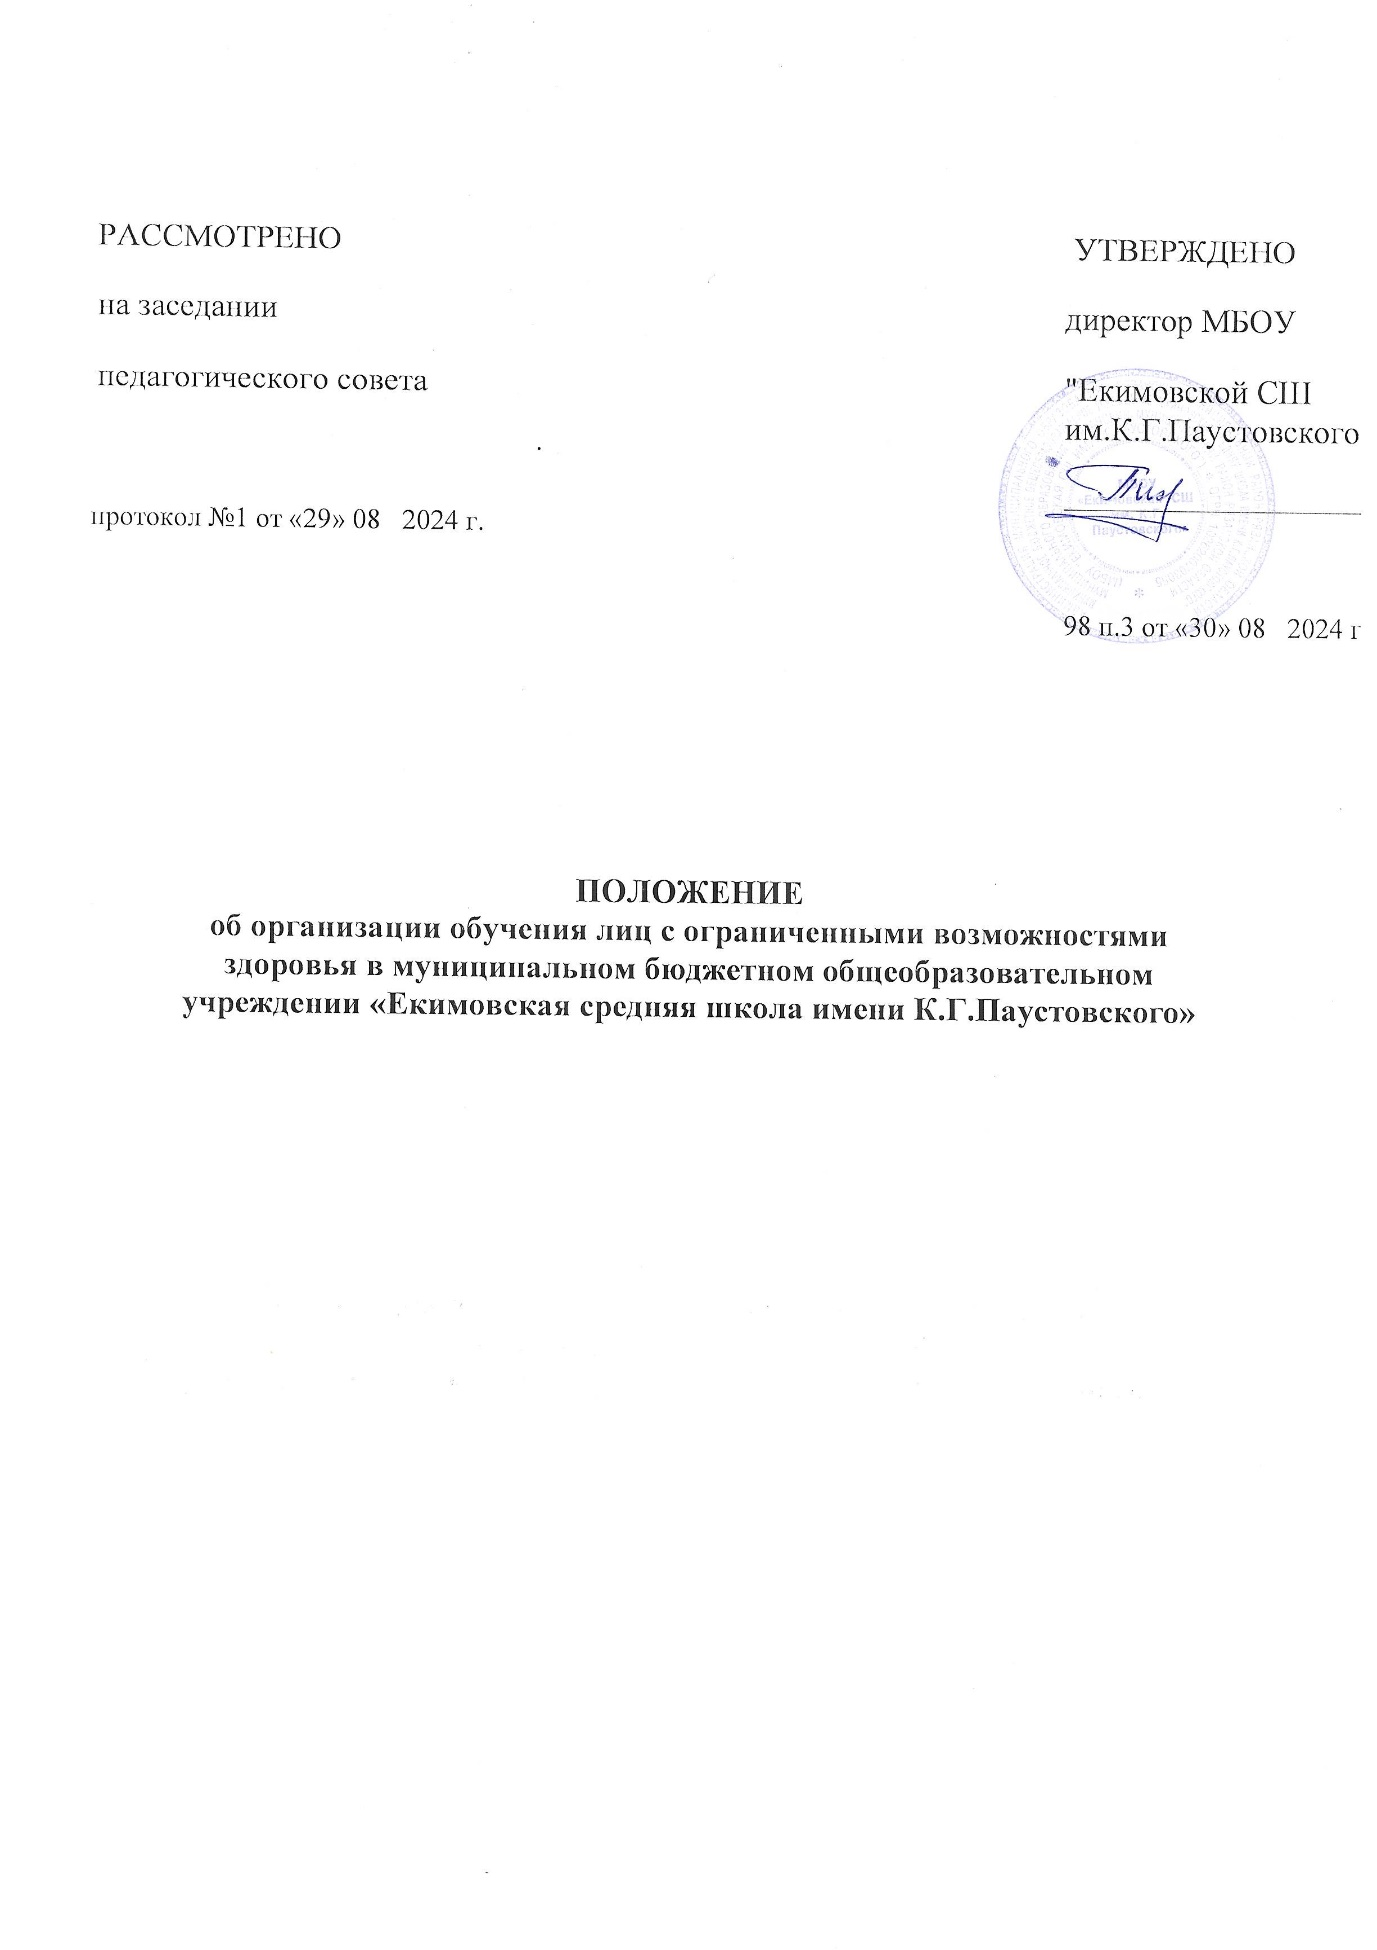 РАССМОТРЕНО
на заседании
педагогического совета
протокол №1 от «29» 08 2024 г.
УТВЕРЖДЕНО
директор МБОУ
"Екимовской СШ
им.К.Г.Паустовского
98 п.3 от «30» 08 2024 г
ПОЛОЖЕНИЕ
об организации обучения лиц с ограниченными возможностями
здоровья в муниципальном бюджетном общеобразовательном
учреждении «Екимовская средняя школа имени К.Г.Паустовского»